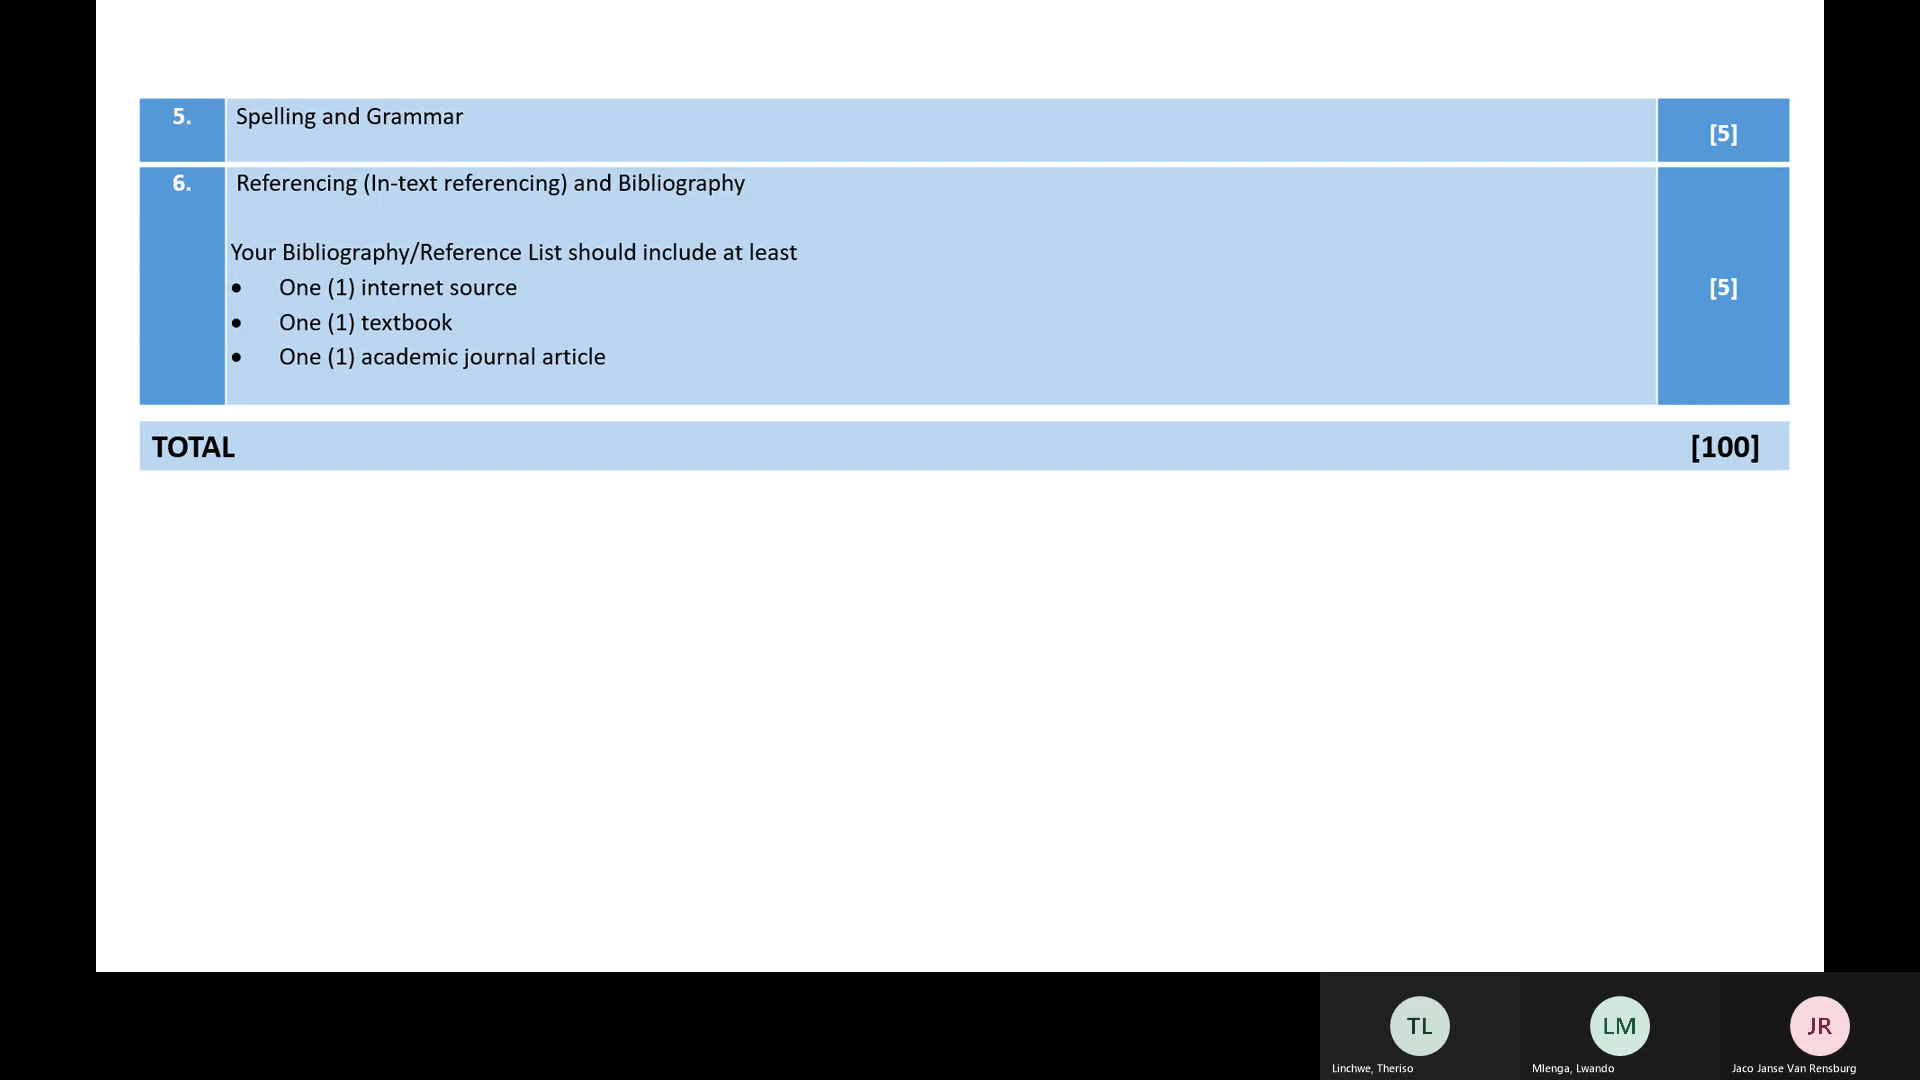 5. Spelling and Grammar [5]
6. Referencing (In-text referencing) and Bibliography
Your Bibliography/Reference List should include at least
• One (1) internet source [5]
• One (1) textbook
• One (1) academic journal article
TOTAL [100]
TL LM JR
Linchwe, Theriso Mlenga, Lwando Jaco Janse Van Rensburg